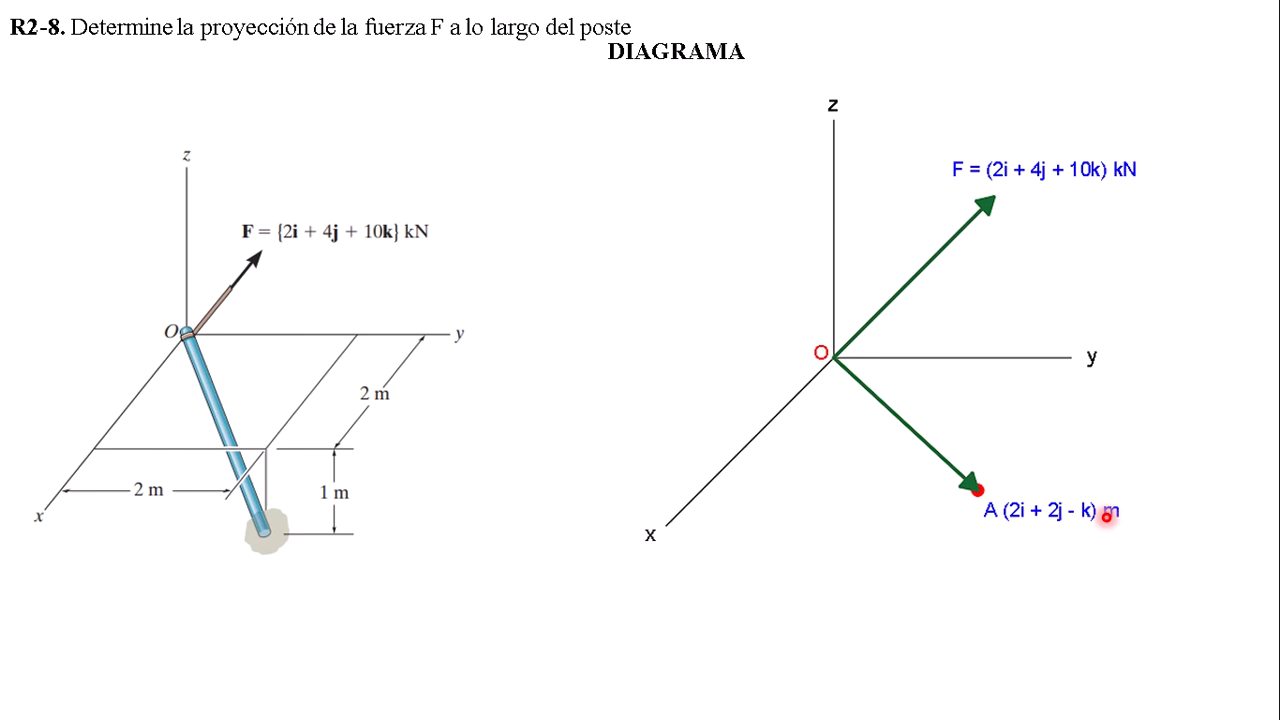 R2-8. Determine la proyección de la fuerza F a lo largo del poste
DIAGRAMA
z
F = {2i + 4j + 10k} kN
O
y
2 m
2 m
1 m
x
z
F = (2i + 4j + 10k) kN
O
y
A (2i + 2j - k) m
x